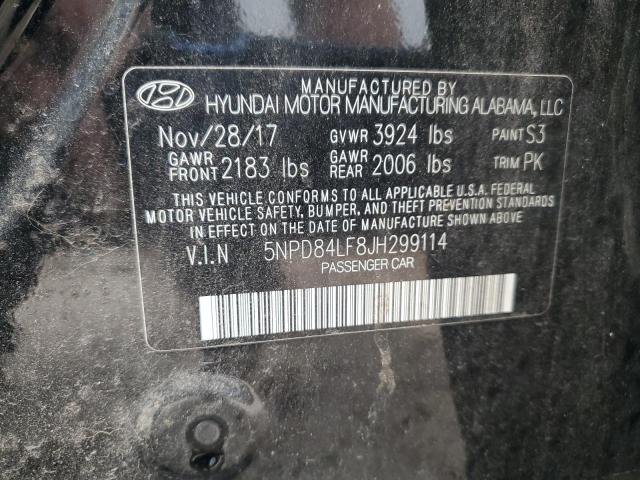 MANUFACTURED BY
HYUNDAI MOTOR MANUFACTURING ALABAMA, LLC
Nov/28/17 GVWR 3924 lbs PAINT S3
GAWR FRONT 2183 lbs GAWR REAR 2006 lbs TRIM PK
THIS VEHICLE CONFORMS TO ALL APPLICABLE U.S.A. FEDERAL
MOTOR VEHICLE SAFETY, BUMPER, AND THEFT PREVENTION STANDARDS
IN EFFECT ON THE DATE OF MANUFACTURE SHOWN ABOVE.
V.I.N 5NPD84LF8JH299114
PASSENGER CAR